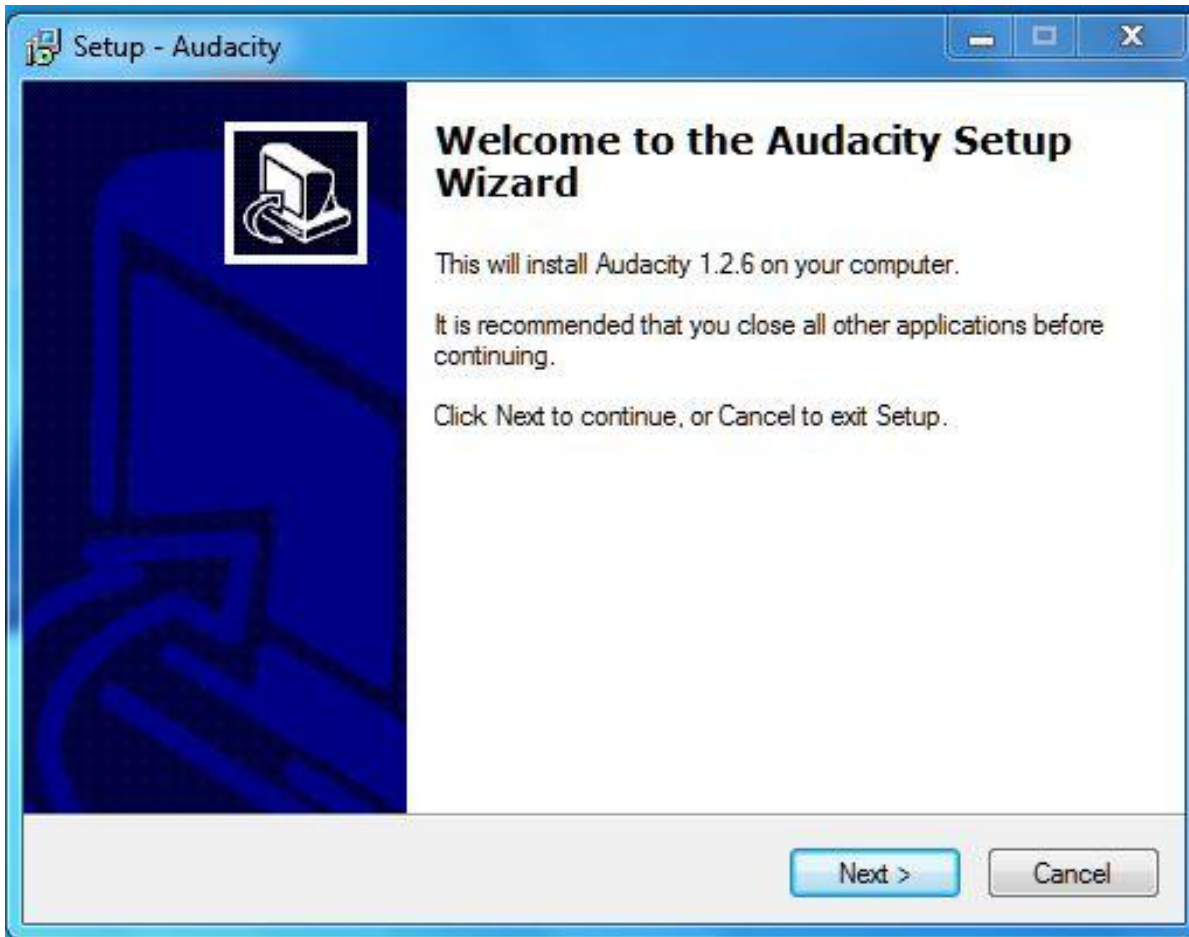 Setup - Audacity
Welcome to the Audacity Setup
Wizard
This will install Audacity 1.2.6 on your computer.
It is recommended that you close all other applications before
continuing.
Click Next to continue, or Cancel to exit Setup.
Next >
Cancel